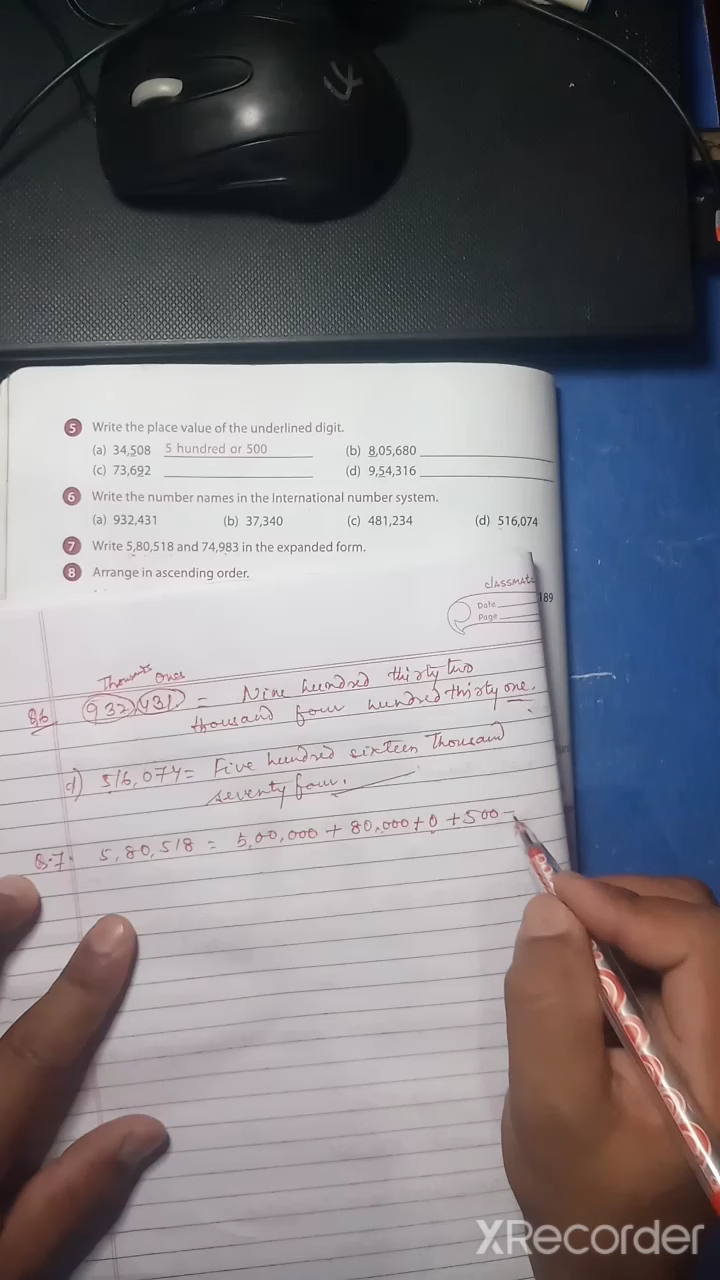 5 Write the place value of the underlined digit.
(a) 34,508 5 hundred or 500 (b) 8,05,680
(c) 73,692 (d) 9,54,316
6 Write the number names in the International number system.
(a) 932,431 (b) 37,340 (c) 481,234 (d) 516,074
7 Write 5,80,518 and 74,983 in the expanded form.
8 Arrange in ascending order.
CLASSMATE
Date
Page
189
Thousands Ones
Q6 932,431 = Nine hundred thirty two
thousand four hundred thirty one.
d) 516,074 = Five hundred sixteen Thousand
seventy four.
Q.7. 5,80,518 = 5,00,000 + 80,000 + 0 + 500
XRecorder